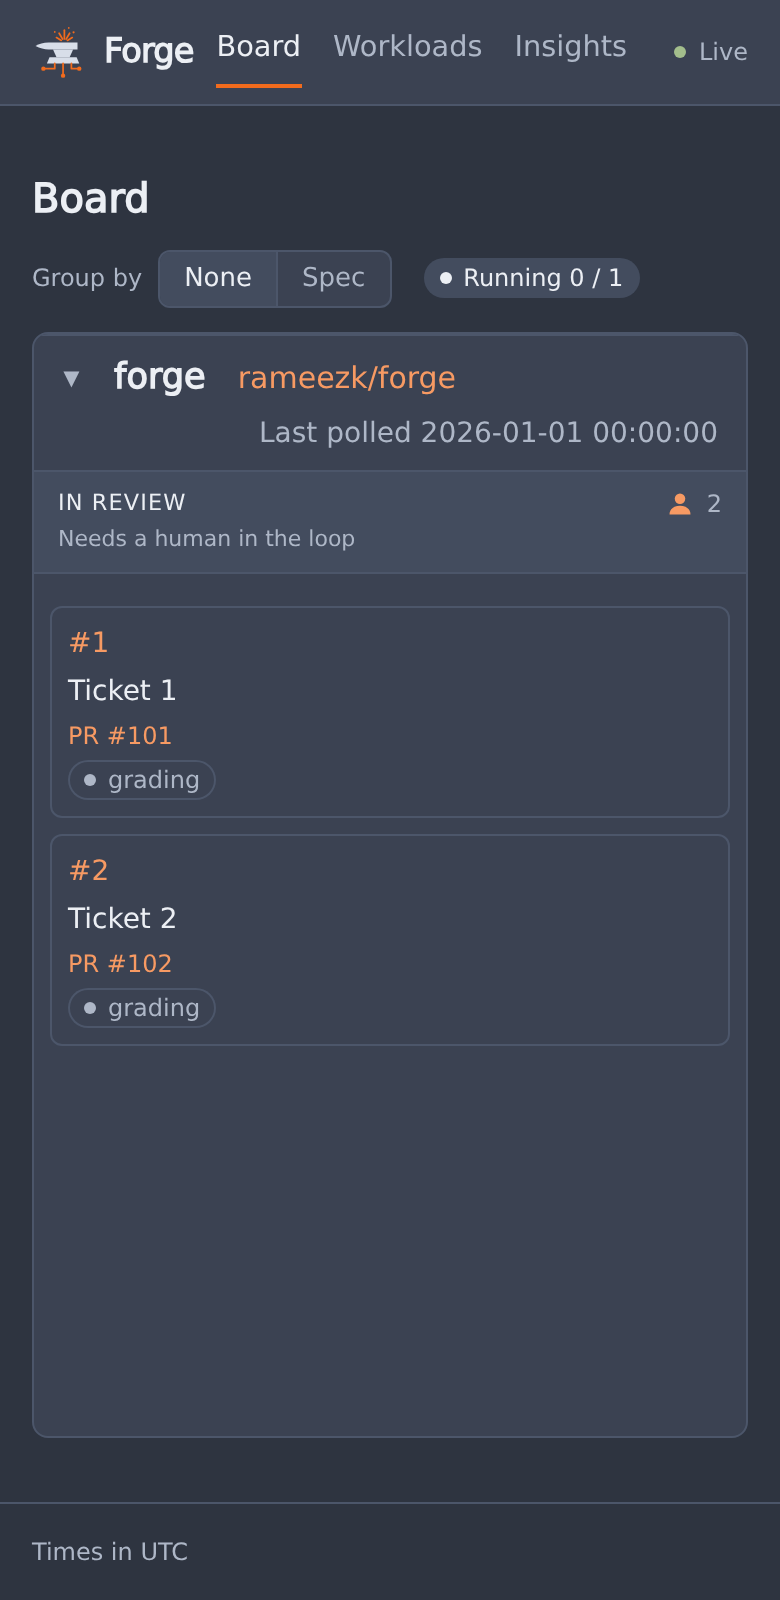 Forge Board Workloads Insights Live
Board
Group by None Spec Running 0 / 1
▼ forge rameezk/forge
Last polled 2026-01-01 00:00:00
IN REVIEW 2
Needs a human in the loop
#1
Ticket 1
PR #101
grading
#2
Ticket 2
PR #102
grading
Times in UTC